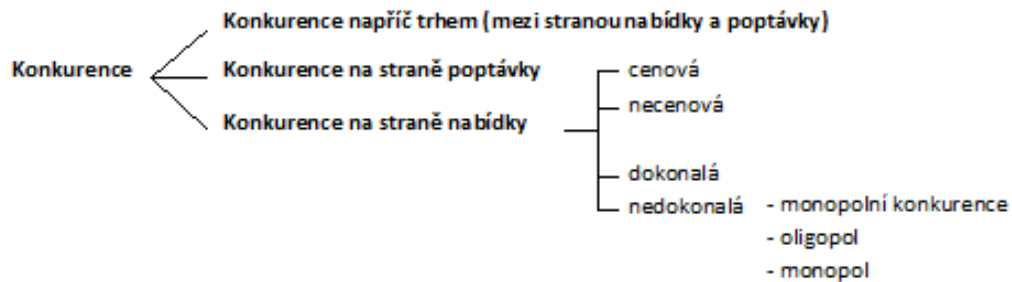 Konkurence napříč trhem (mezi stranou nabídky a poptávky)
Konkurence
Konkurence na straně poptávky
cenová
necenová
Konkurence na straně nabídky
dokonalá
nedokonalá
- monopolní konkurence
- oligopol
- monopol